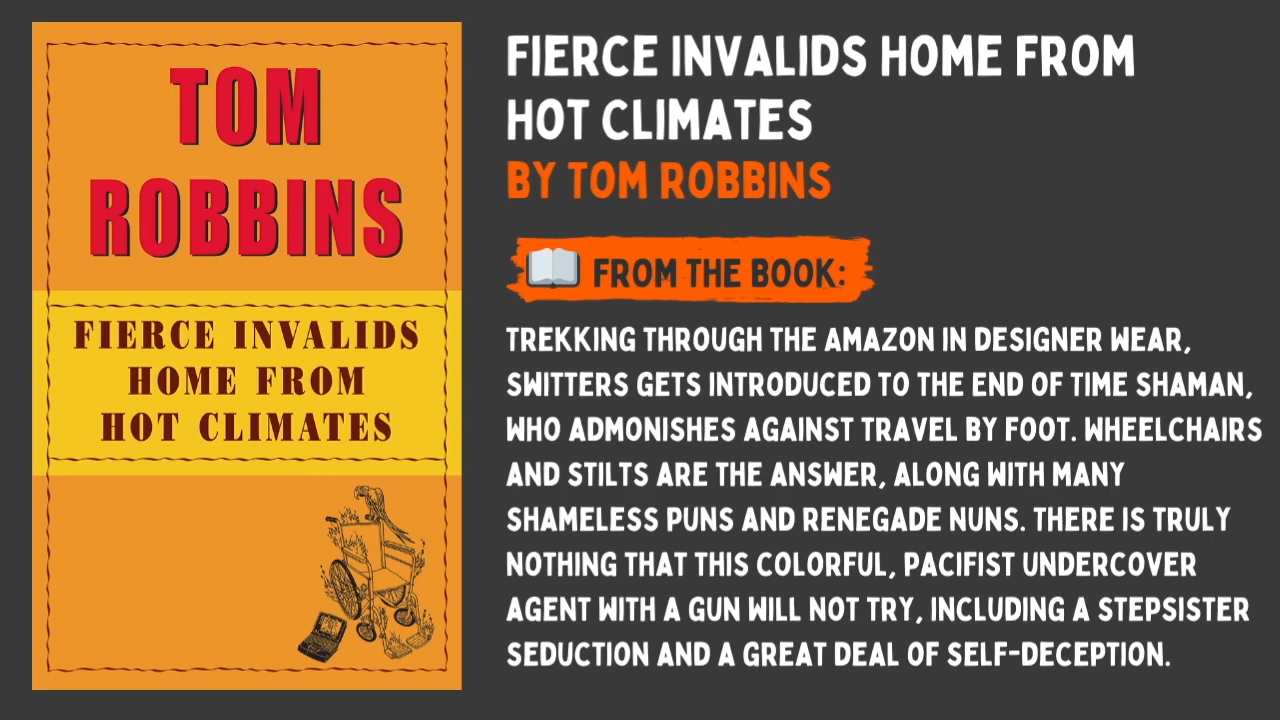 TOM
ROBBINS
FIERCE INVALIDS
HOME FROM
HOT CLIMATES
FIERCE INVALIDS HOME FROM
HOT CLIMATES
BY TOM ROBBINS
FROM THE BOOK:
TREKKING THROUGH THE AMAZON IN DESIGNER WEAR,
SWITTERS GETS INTRODUCED TO THE END OF TIME SHAMAN,
WHO ADMONISHES AGAINST TRAVEL BY FOOT. WHEELCHAIRS
AND STILTS ARE THE ANSWER, ALONG WITH MANY
SHAMELESS PUNS AND RENEGADE NUNS. THERE IS TRULY
NOTHING THAT THIS COLORFUL, PACIFIST UNDERCOVER
AGENT WITH A GUN WILL NOT TRY, INCLUDING A STEPSISTER
SEDUCTION AND A GREAT DEAL OF SELF-DECEPTION.